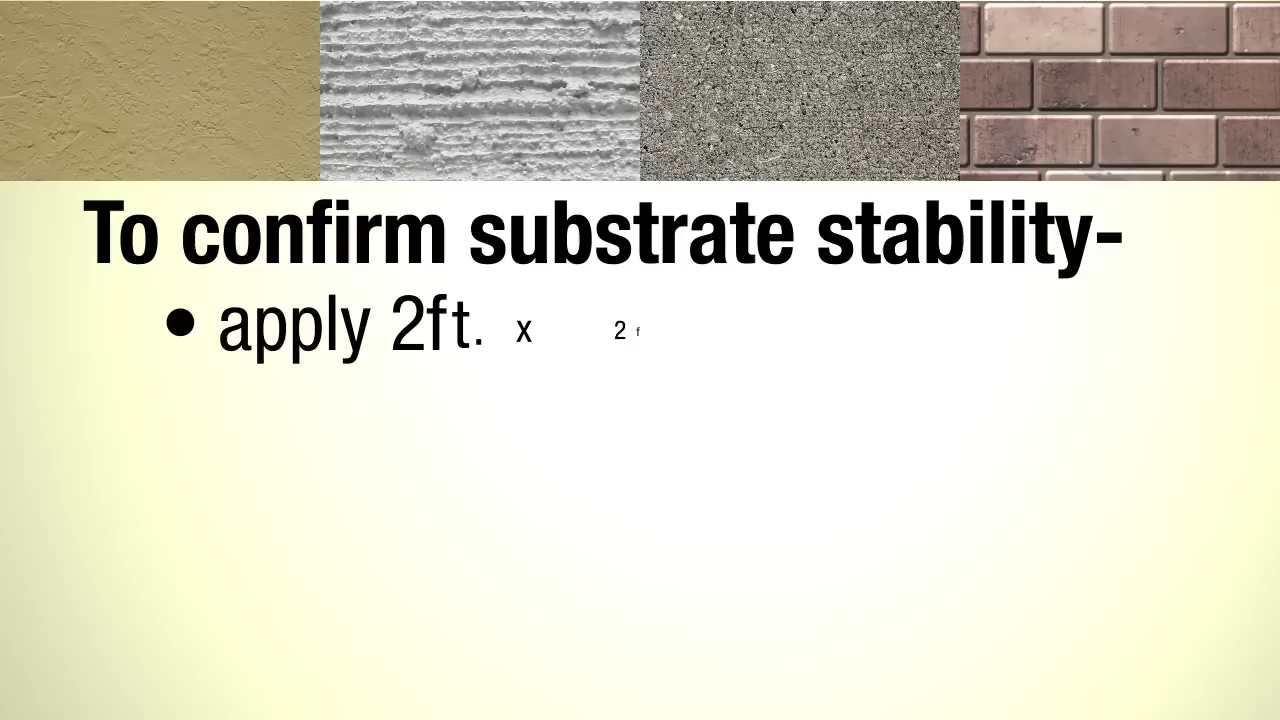 To confirm substrate stability-
• apply 2ft. x 2 f